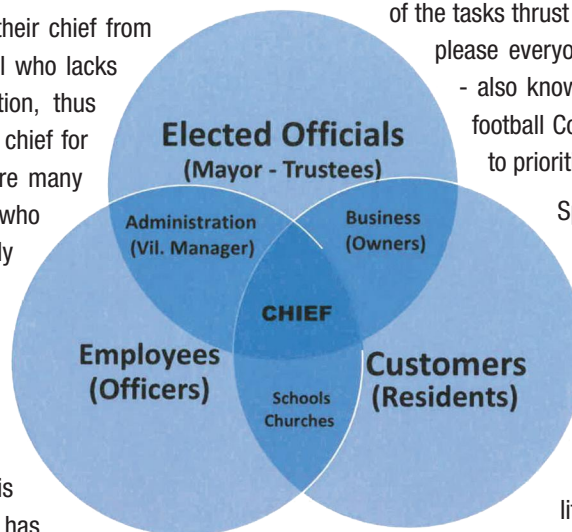 their chief from
l who lacks
tion, thus
chief for
re many
who
ly
is
has
Elected Officials
(Mayor - Trustees)
Administration
(Vil. Manager)
Business
(Owners)
CHIEF
Employees
(Officers)
Customers
(Residents)
Schools
Churches
of the tasks thrust
please everyo
- also know
football Co
to priorit
Sp